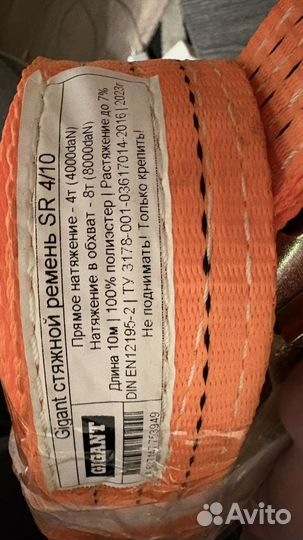 Gigant стяжной ремень SR 4/10
Прямое натяжение - 4т (4000daN)
Натяжение в обхват - 8т (8000daN)
Длина 10м | 100% полиэстер | Растяжение до 7%
DIN EN12195-2 | ТУ 3178-001-03617014-2016 | 2023г
Не поднимать! Только крепить!
GIGANT
Avito